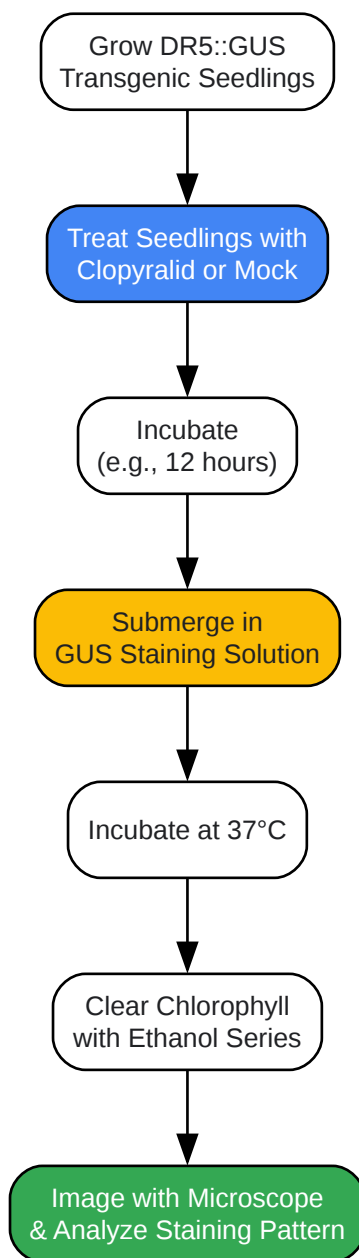 Grow DR5::GUS
Transgenic Seedlings
Treat Seedlings with
Clopyralid or Mock
Incubate
(e.g., 12 hours)
Submerge in
GUS Staining Solution
Incubate at 37°C
Clear Chlorophyll
with Ethanol Series
Image with Microscope
& Analyze Staining Pattern